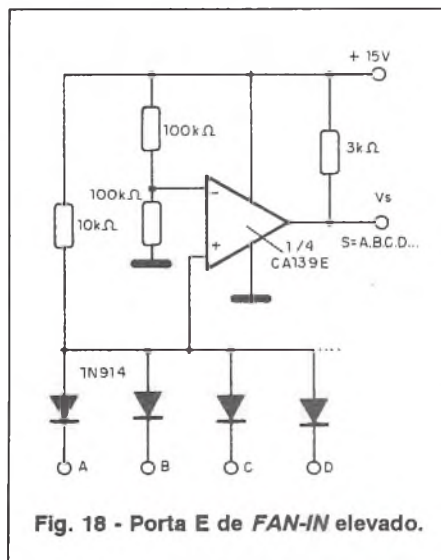 + 15V
100kΩ
3kΩ
100kΩ
Vs
10kΩ
-
+
1/4
S=A.B.C.D...
CA139E
1N914
....
A
B
C
D
Fig. 18 - Porta E de FAN-IN elevado.